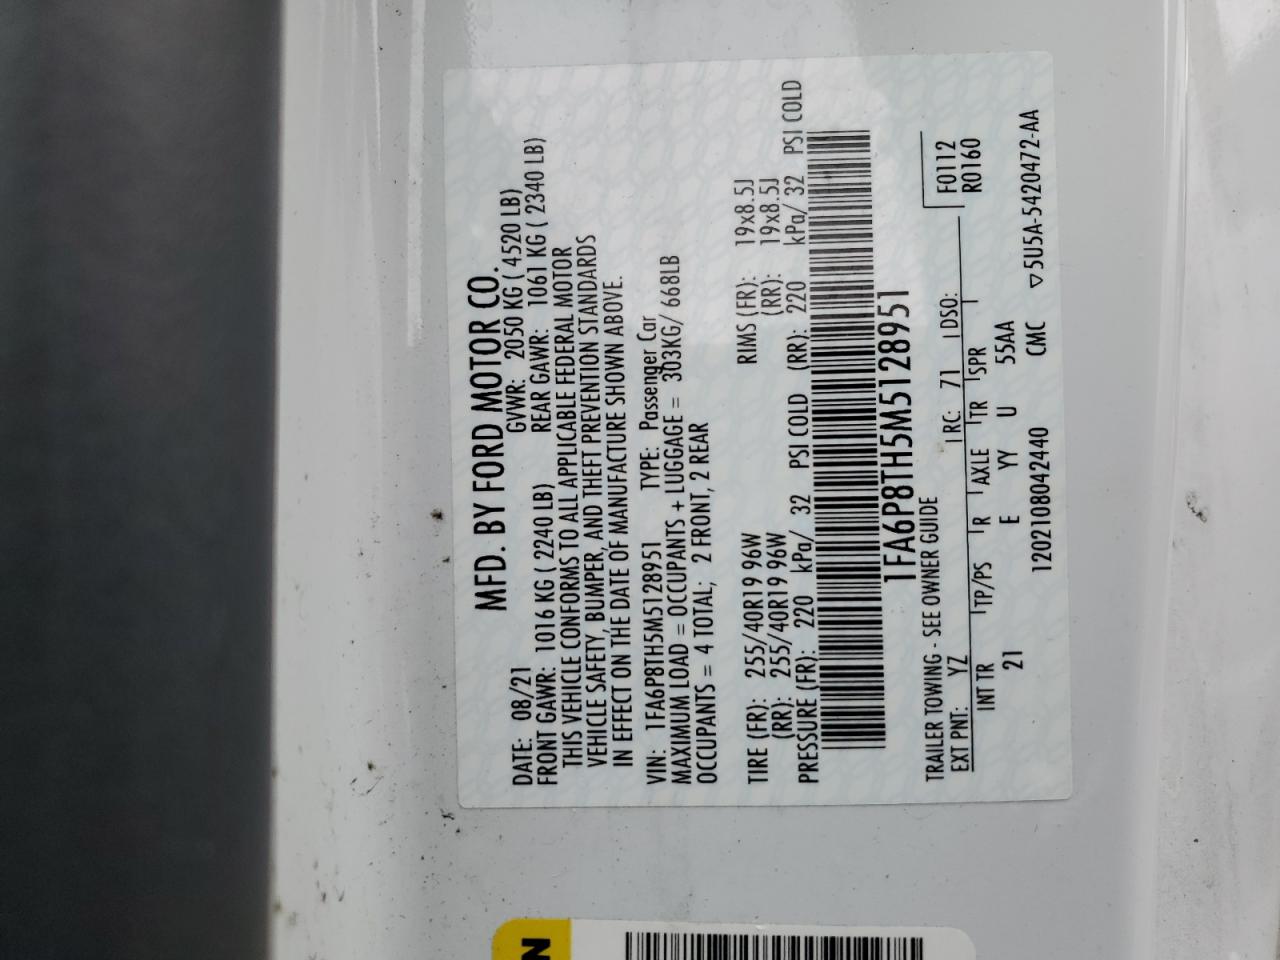 MFD. BY FORD MOTOR CO.
DATE: 08/21 GVWR: 2050 KG ( 4520 LB)
FRONT GAWR: 1016 KG ( 2240 LB) REAR GAWR: 1061 KG ( 2340 LB)
THIS VEHICLE CONFORMS TO ALL APPLICABLE FEDERAL MOTOR
VEHICLE SAFETY, BUMPER, AND THEFT PREVENTION STANDARDS
IN EFFECT ON THE DATE OF MANUFACTURE SHOWN ABOVE.
VIN: 1FA6P8TH5M5128951 TYPE: Passenger Car
MAXIMUM LOAD = OCCUPANTS + LUGGAGE = 303KG/ 668LB
OCCUPANTS = 4 TOTAL; 2 FRONT, 2 REAR
TIRE (FR): 255/40R19 96W RIMS (FR): 19x8.5J
(RR): 255/40R19 96W (RR): 19x8.5J
PRESSURE (FR): 220 kPa/ 32 PSI COLD (RR): 220 kPa/ 32 PSI COLD
1FA6P8TH5M5128951
TRAILER TOWING - SEE OWNER GUIDE F0112
EXT PNT: YZ RC: 71 DSO: R0160
INT TR TP/PS R AXLE TR SPR
21 E YY U 55AA
1202108042440 CMC ▽5U5A-5420472-AA
N